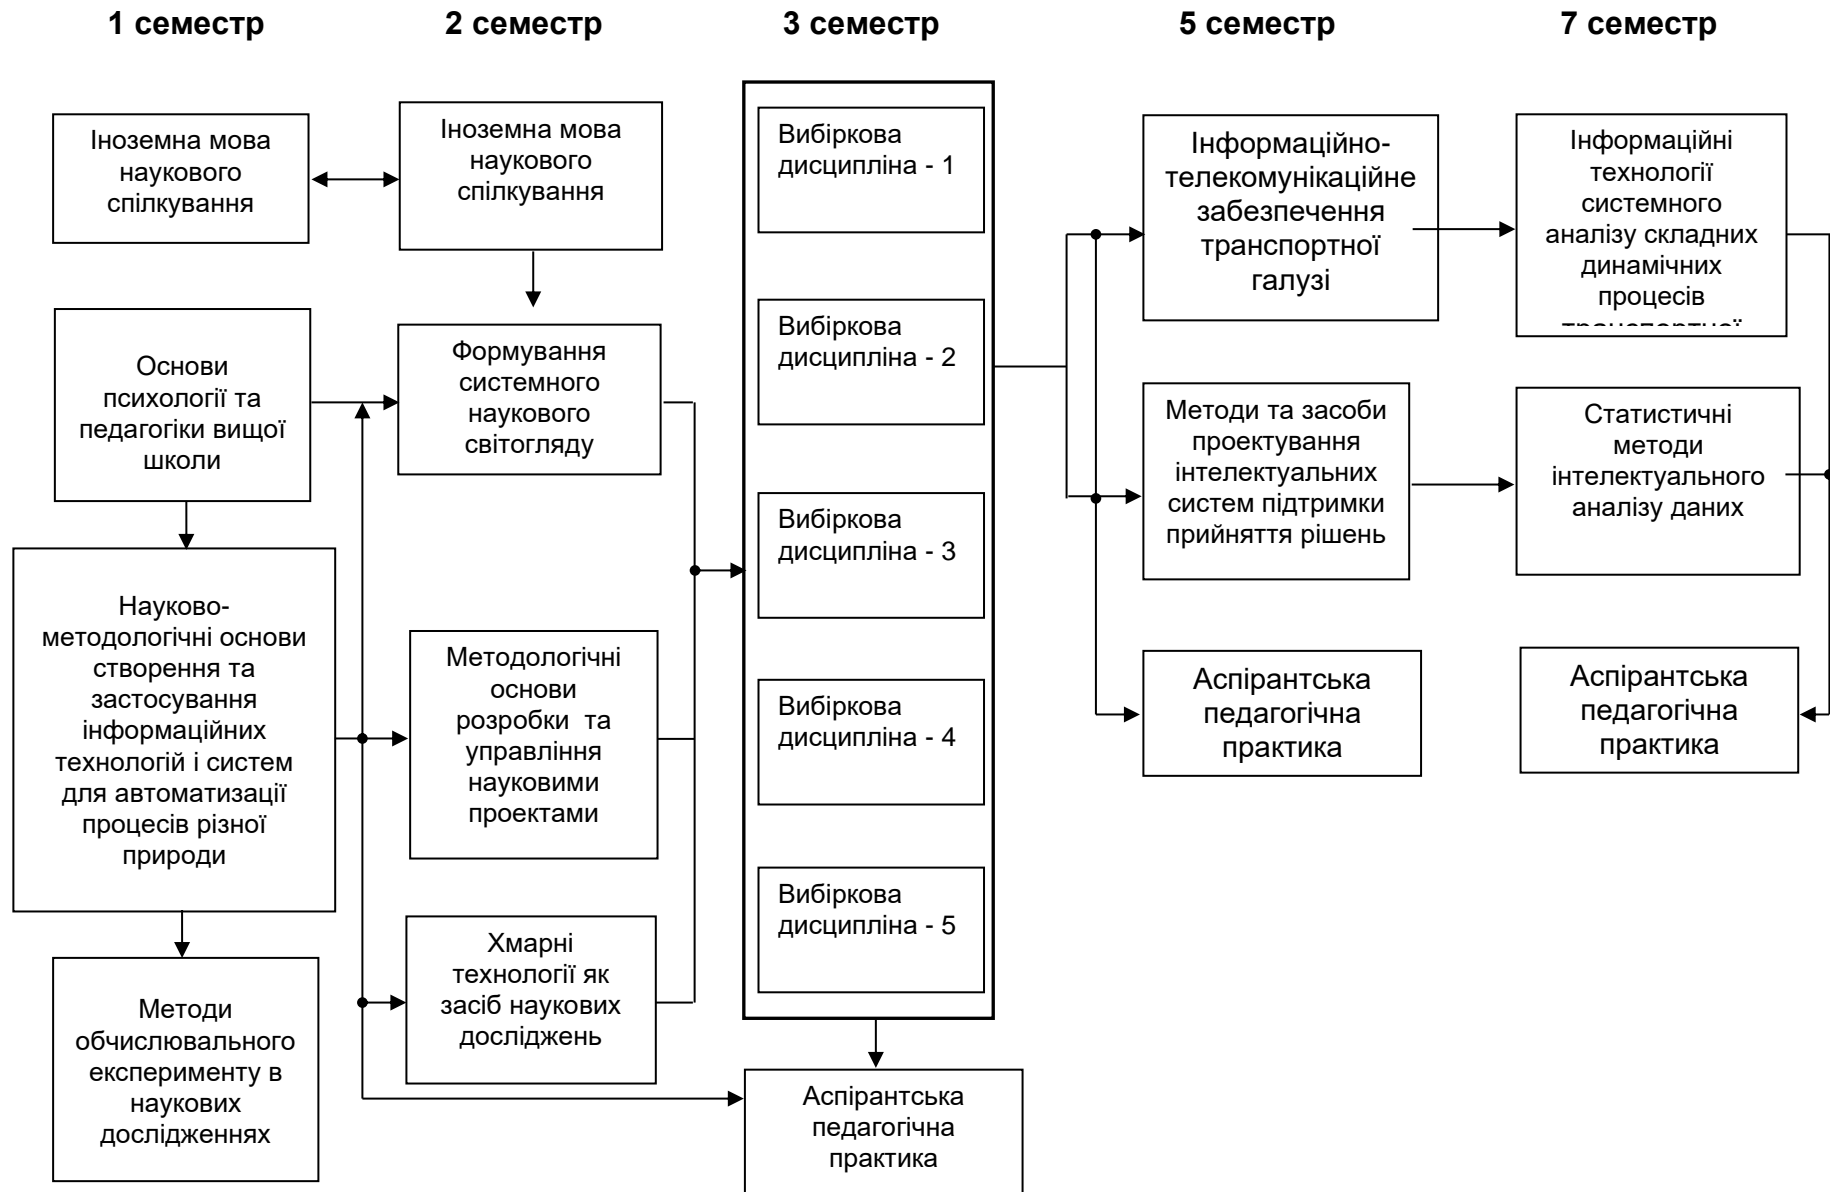 1 семестр
2 семестр
3 семестр
5 семестр
7 семестр
Іноземна мова
наукового
спілкування
Основи
психології та
педагогіки вищої
школи
Науково-
методологічні основи
створення та
застосування
інформаційних
технологій і систем
для автоматизації
процесів різної
природи
Методи
обчислювального
експерименту в
наукових
дослідженнях
Іноземна мова
наукового
спілкування
Формування
системного
наукового
світогляду
Методологічні
основи
розробки та
управління
науковими
проектами
Хмарні
технології як
засіб наукових
досліджень
Вибіркова
дисципліна - 1
Вибіркова
дисципліна - 2
Вибіркова
дисципліна - 3
Вибіркова
дисципліна - 4
Вибіркова
дисципліна - 5
Аспірантська
педагогічна
практика
Інформаційно-
телекомунікаційне
забезпечення
транспортної
галузі
Методи та засоби
проектування
інтелектуальних
систем підтримки
прийняття рішень
Аспірантська
педагогічна
практика
Інформаційні
технології
системного
аналізу складних
динамічних
процесів
Статистичні
методи
інтелектуального
аналізу даних
Аспірантська
педагогічна
практика